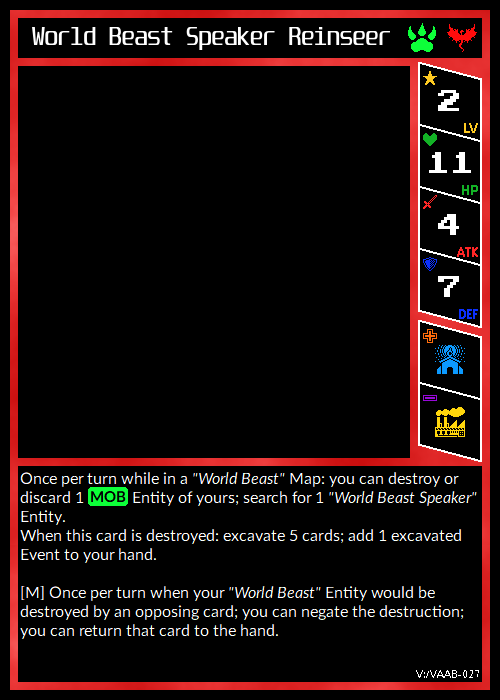 World Beast Speaker Reinseer
2
LV
11
HP
4
ATK
7
DEF
Once per turn while in a "World Beast" Map: you can destroy or
discard 1 MOB Entity of yours; search for 1 "World Beast Speaker"
Entity.
When this card is destroyed: excavate 5 cards; add 1 excavated
Event to your hand.
[M] Once per turn when your "World Beast" Entity would be
destroyed by an opposing card; you can negate the destruction;
you can return that card to the hand.
V:/VAAB-027